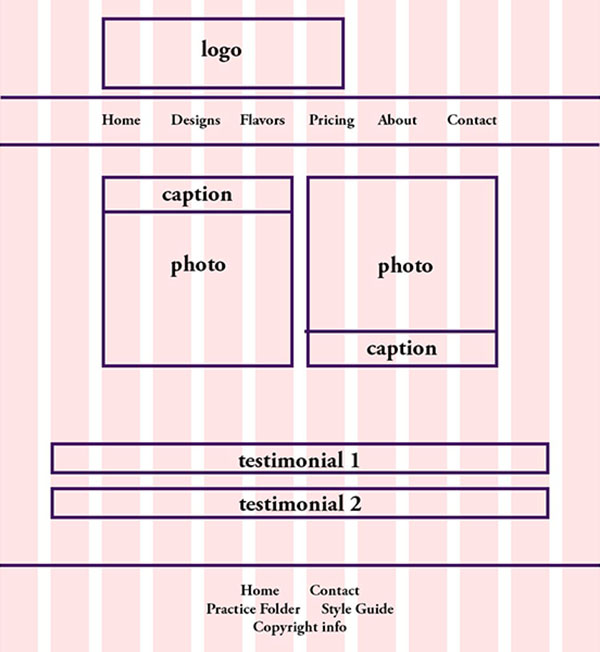 logo
Home Designs Flavors Pricing About Contact
caption
photo
photo
caption
testimonial 1
testimonial 2
Home Contact
Practice Folder Style Guide
Copyright info